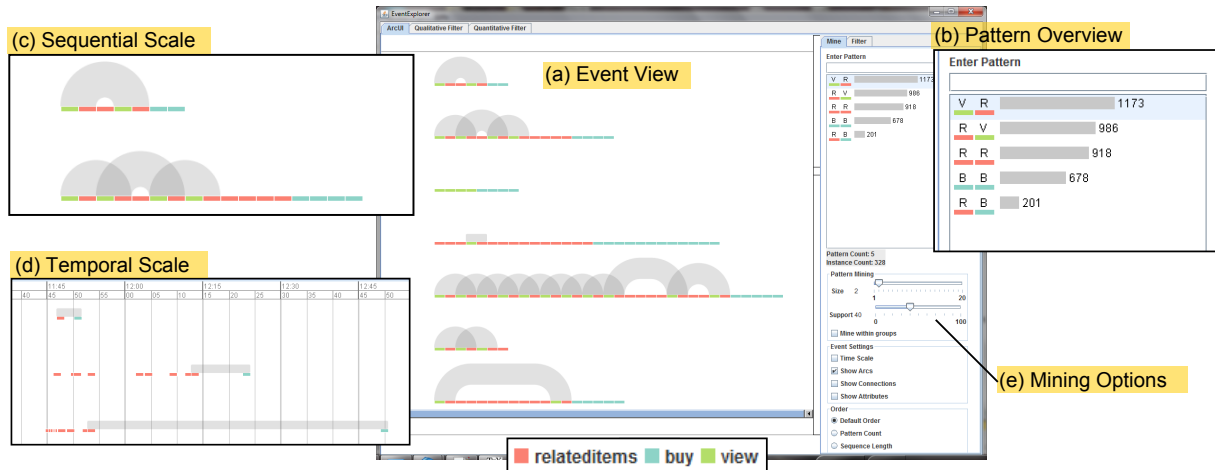 (c) Sequential Scale
EventExplorer
ArcUI Qualitative Filter Quantitative Filter
(a) Event View
Mine Filter
Enter Pattern
V R 1173
R V 986
R R 918
B B 678
R B 201
Pattern Count: 5
Instance Count: 328
Pattern Mining
Size 2
1 20
Support 40
0 100
Mine within groups
Event Settings
Time Scale
Show Arcs
Show Connections
Show Attributes
Order
Default Order
Pattern Count
Sequence Length
(b) Pattern Overview
Enter Pattern
V R 1173
R V 986
R R 918
B B 678
R B 201
(d) Temporal Scale
11:45 12:00 12:15 12:30 12:45
40 45 50 55 00 05 10 15 20 25 30 35 40 45 50
(e) Mining Options
relateditems buy view